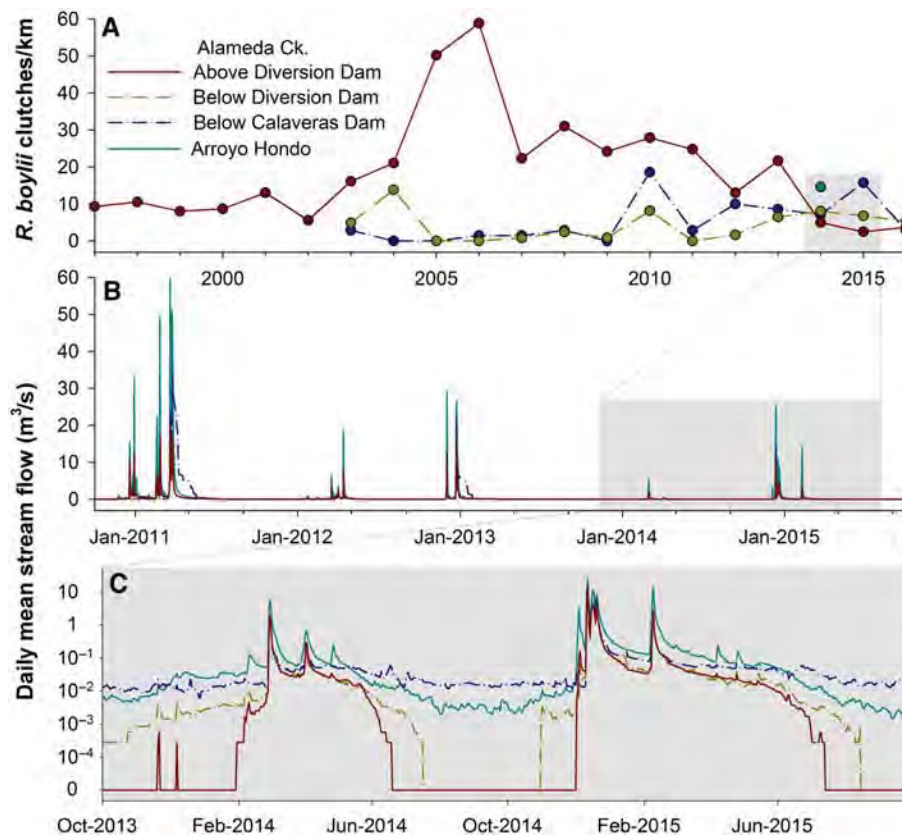 A
60
50
40
30
20
10
0
R. boylii clutches/km
Alameda Ck.
Above Diversion Dam
Below Diversion Dam
Below Calaveras Dam
Arroyo Hondo
2000
2005
2010
2015
B
60
50
40
30
20
10
0
Daily mean stream flow (m³/s)
Jan-2011
Jan-2012
Jan-2013
Jan-2014
Jan-2015
C
10
1
10⁻¹
10⁻²
10⁻³
10⁻⁴
0
Oct-2013
Feb-2014
Jun-2014
Oct-2014
Feb-2015
Jun-2015